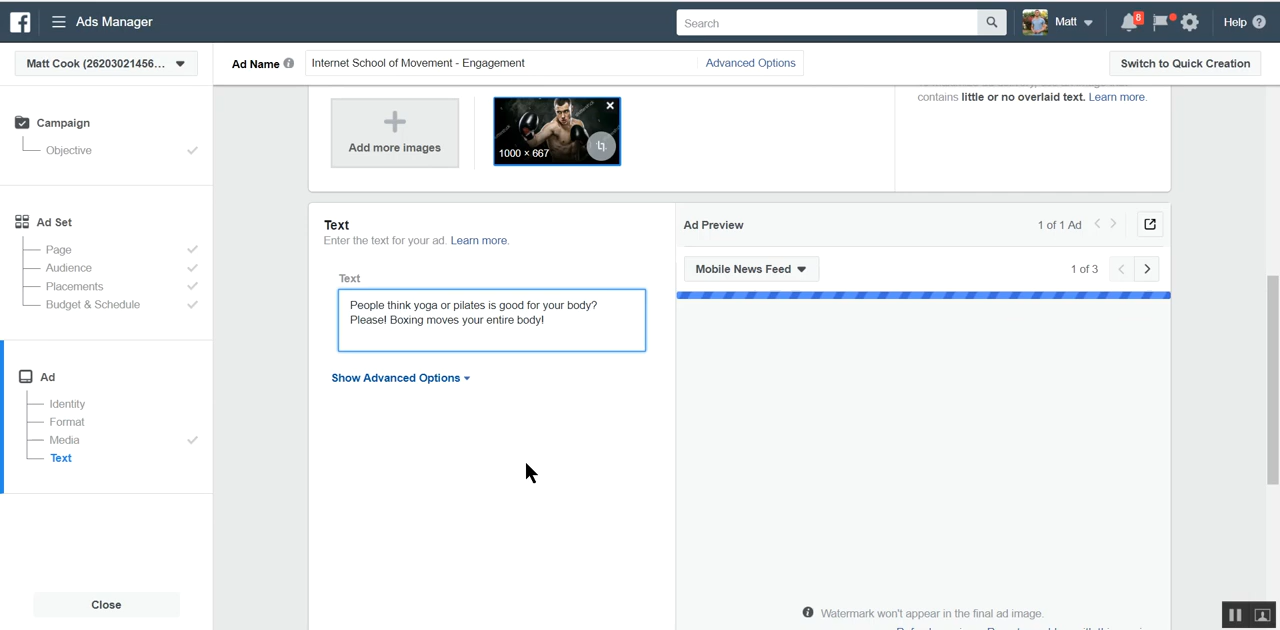 Ads Manager
Search
Matt
8
Help
Matt Cook (26203021456...
Ad Name
Internet School of Movement - Engagement
Advanced Options
Switch to Quick Creation
Campaign
Objective
Ad Set
Page
Audience
Placements
Budget & Schedule
Ad
Identity
Format
Media
Text
Close
Add more images
1000 × 667
contains little or no overlaid text. Learn more.
Text
Enter the text for your ad. Learn more.
Text
People think yoga or pilates is good for your body?
Please! Boxing moves your entire body!
Show Advanced Options
Ad Preview
1 of 1 Ad
Mobile News Feed
1 of 3
Watermark won't appear in the final ad image.